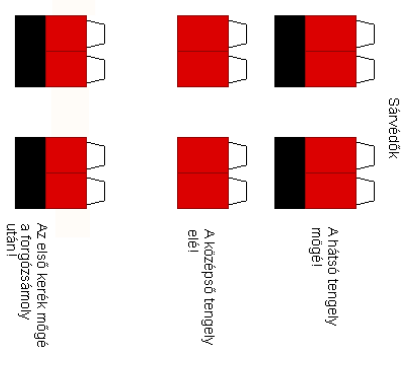 Sárvédők
A hátsó tengely
mögé!
A középső tengely
elé!
Az első kerék mögé
a forgózsámoly
után!